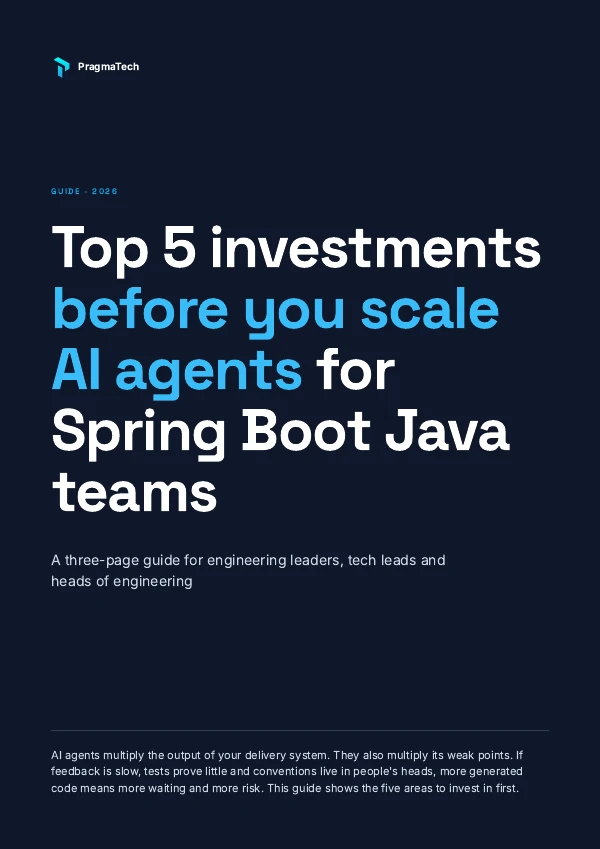 PragmaTech
GUIDE · 2026
Top 5 investments
before you scale
AI agents for
Spring Boot Java
teams
A three-page guide for engineering leaders, tech leads and
heads of engineering
AI agents multiply the output of your delivery system. They also multiply its weak points. If
feedback is slow, tests prove little and conventions live in people's heads, more generated
code means more waiting and more risk. This guide shows the five areas to invest in first.